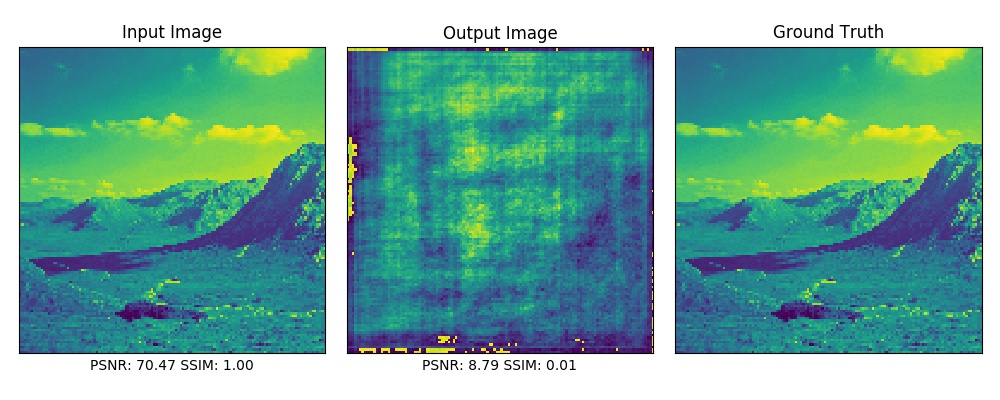 Input Image
Output Image
Ground Truth
PSNR: 70.47 SSIM: 1.00
PSNR: 8.79 SSIM: 0.01